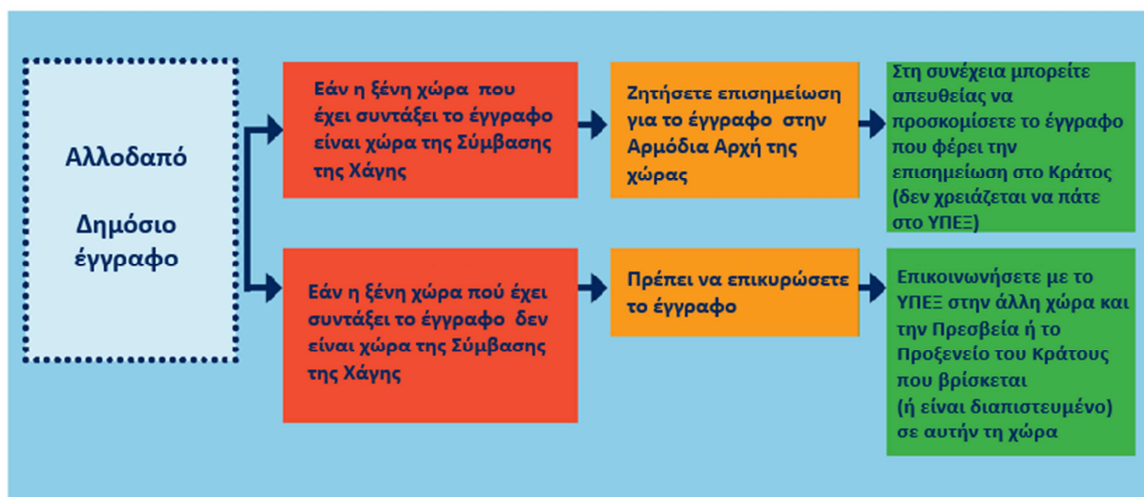 Αλλοδαπό
Δημόσιο
έγγραφο
Εάν η ξένη χώρα που
έχει συντάξει το έγγραφο
είναι χώρα της Σύμβασης
της Χάγης
Ζητήσετε επισημείωση
για το έγγραφο στην
Αρμόδια Αρχή της
χώρας
Στη συνέχεια μπορείτε
απευθείας να
προσκομίσετε το έγγραφο
που φέρει την
επισημείωση στο Κράτος
(δεν χρειάζεται να πάτε
στο ΥΠΕΞ)
Εάν η ξένη χώρα πού έχει
συντάξει το έγγραφο δεν
είναι χώρα της Σύμβασης
της Χάγης
Πρέπει να επικυρώσετε
το έγγραφο
Επικοινωνήσετε με το
ΥΠΕΞ στην άλλη χώρα και
την Πρεσβεία ή το
Προξενείο του Κράτους
που βρίσκεται
(ή είναι διαπιστευμένο)
σε αυτήν τη χώρα